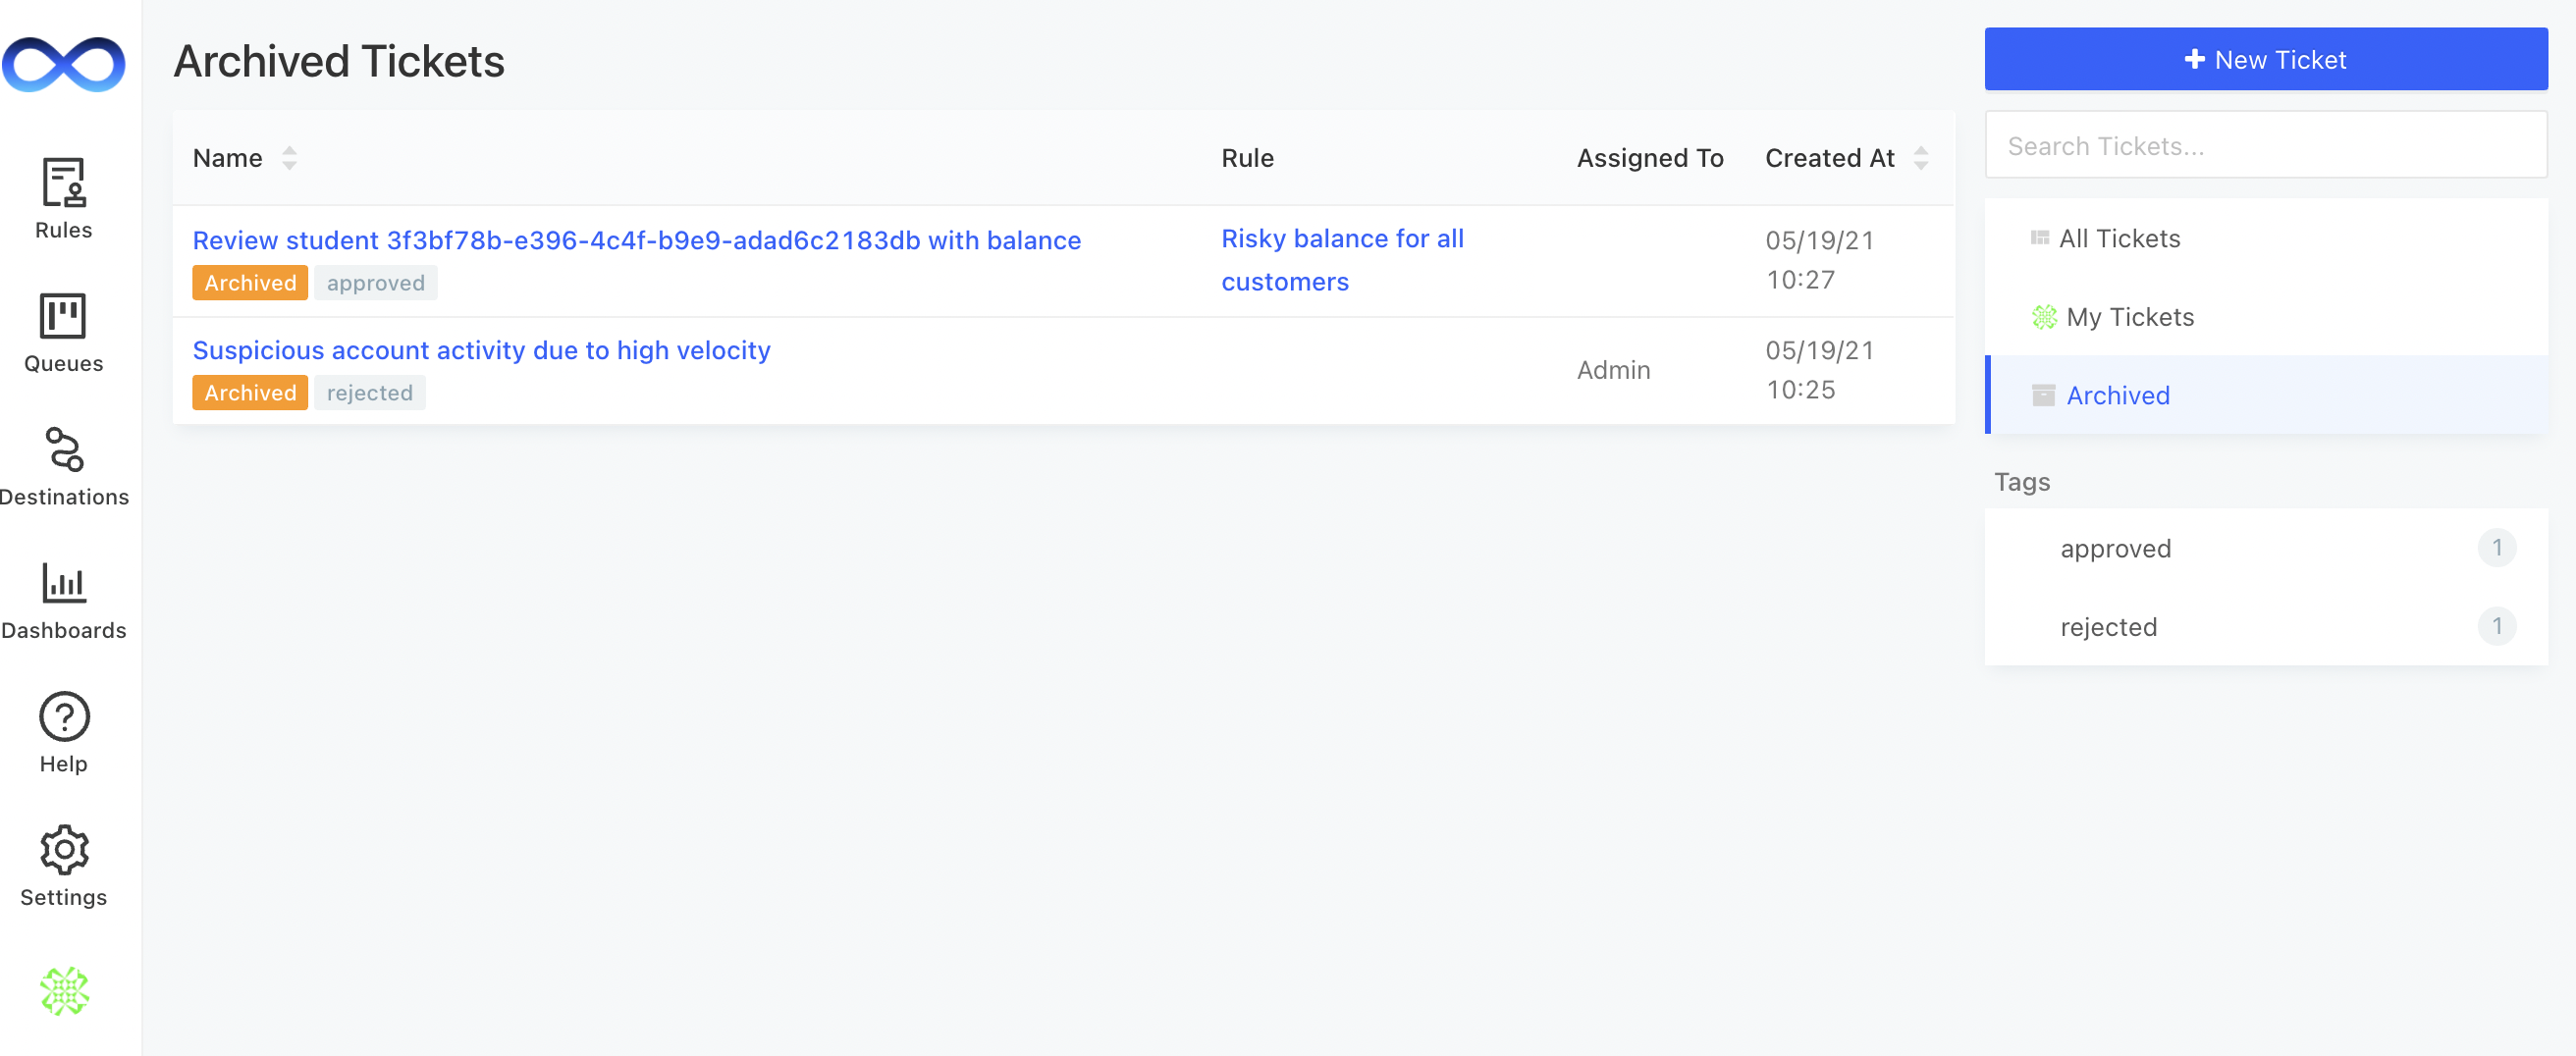 Rules
Queues
Destinations
Dashboards
Help
Settings
Archived Tickets
Name Rule Assigned To Created At
Review student 3f3bf78b-e396-4c4f-b9e9-adad6c2183db with balance
Archived approved
Risky balance for all
customers
05/19/21
10:27
Suspicious account activity due to high velocity
Archived rejected
Admin
05/19/21
10:25
New Ticket
Search Tickets...
All Tickets
My Tickets
Archived
Tags
approved 1
rejected 1